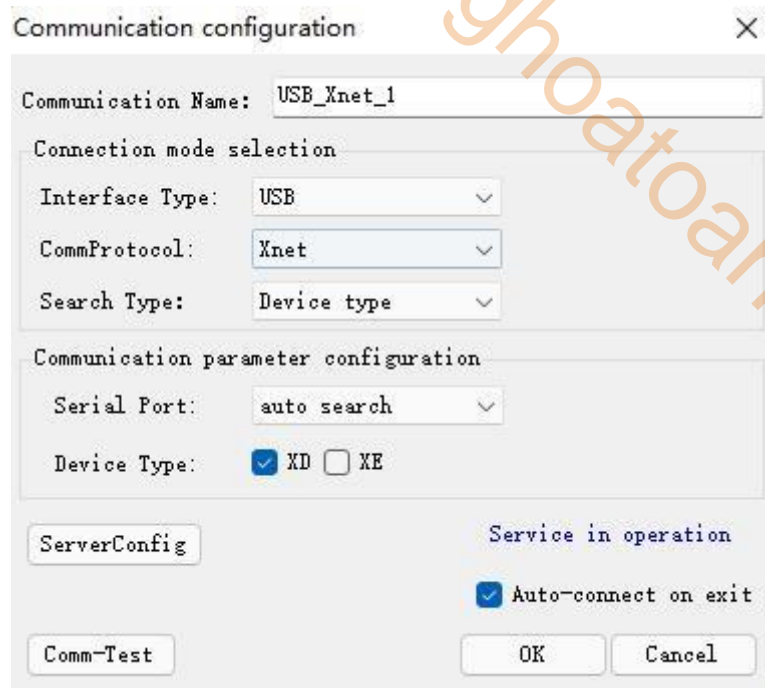 Communication configuration
Communication Name: USB_Xnet_1
Connection mode selection
Interface Type: USB
CommProtocol: Xnet
Search Type: Device type
Communication parameter configuration
Serial Port: auto search
Device Type: XD XE
ServerConfig
Service in operation
Auto-connect on exit
Comm-Test
OK
Cancel